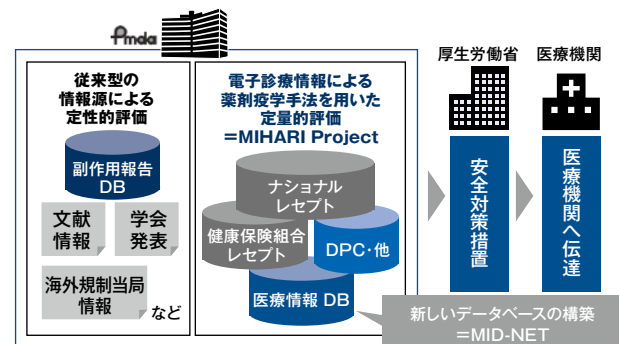 Pmda
従来型の
情報源による
定性的評価
副作用報告
DB
文献
情報
学会
発表
海外規制当局
情報
など
電子診療情報による
薬剤疫学手法を用いた
定量的評価
=MIHARI Project
ナショナル
レセプト
健康保険組合
レセプト
DPC・他
医療情報 DB
新しいデータベースの構築
=MID-NET
厚生労働省
安全対策措置
医療機関
医療機関へ伝達